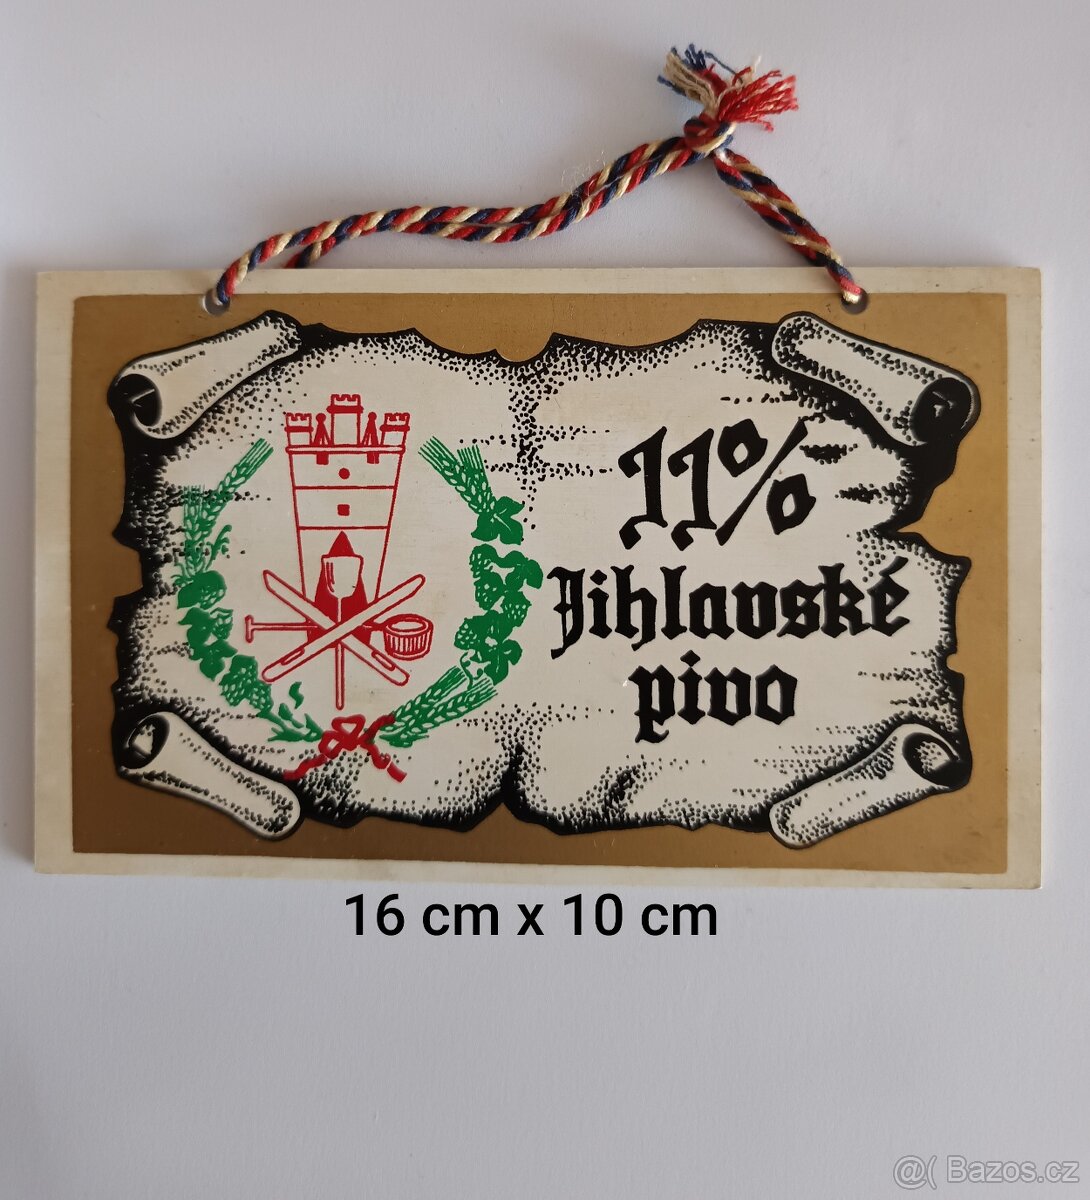 11%
Jihlavské
pivo
16 cm x 10 cm
@( Bazos.cz